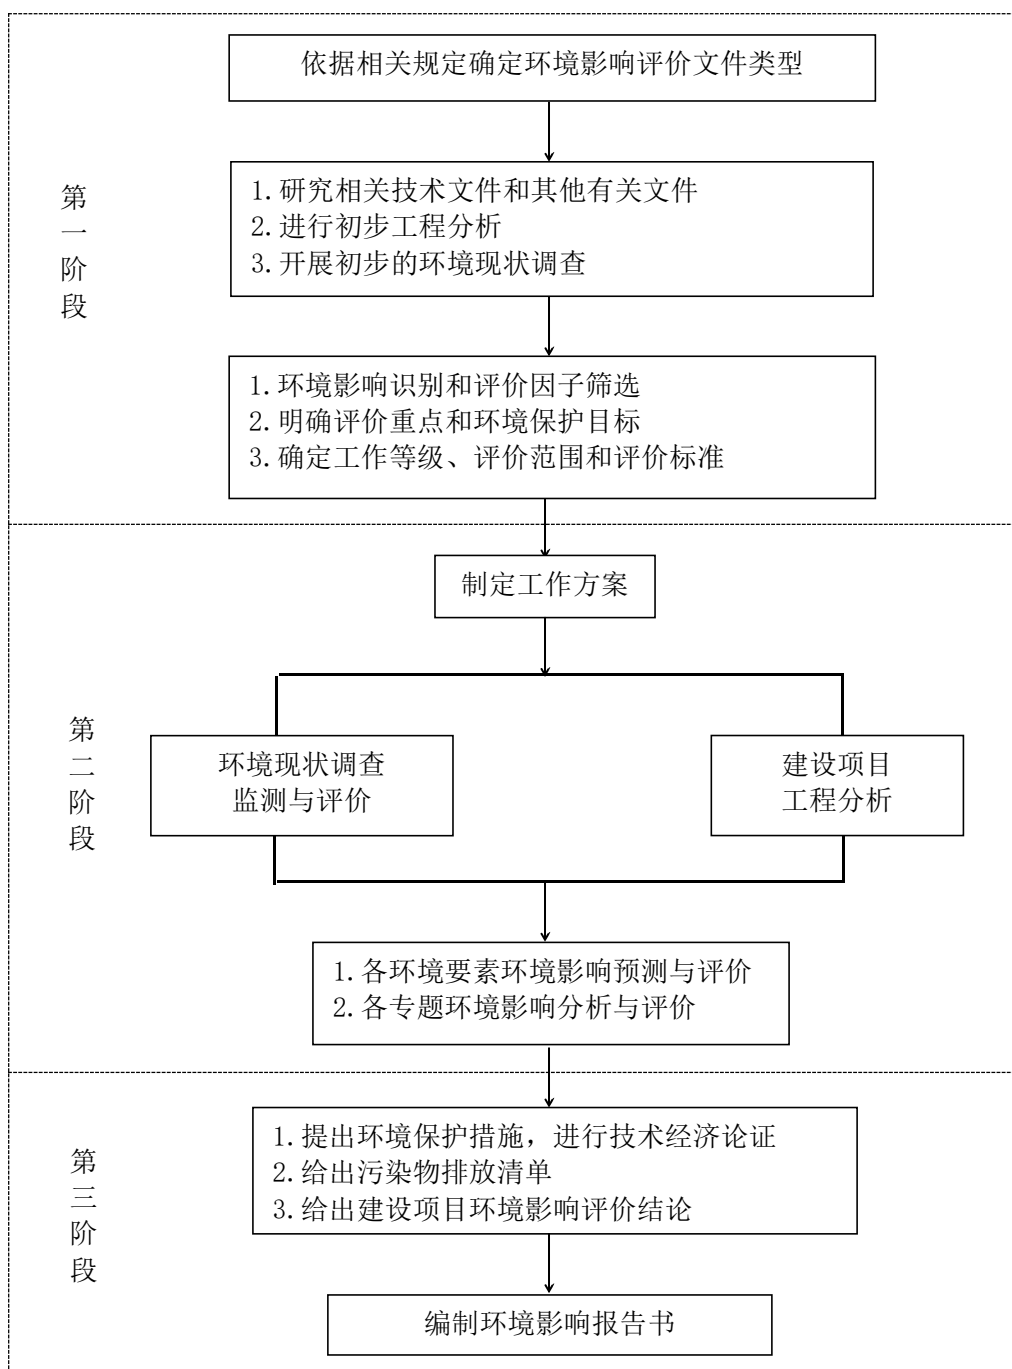 依据相关规定确定环境影响评价文件类型
第一阶段
1.研究相关技术文件和其他有关文件
2.进行初步工程分析
3.开展初步的环境现状调查
1.环境影响识别和评价因子筛选
2.明确评价重点和环境保护目标
3.确定工作等级、评价范围和评价标准
制定工作方案
第二阶段
环境现状调查
监测与评价
建设项目
工程分析
1.各环境要素环境影响预测与评价
2.各专题环境影响分析与评价
第三阶段
1.提出环境保护措施，进行技术经济论证
2.给出污染物排放清单
3.给出建设项目环境影响评价结论
编制环境影响报告书